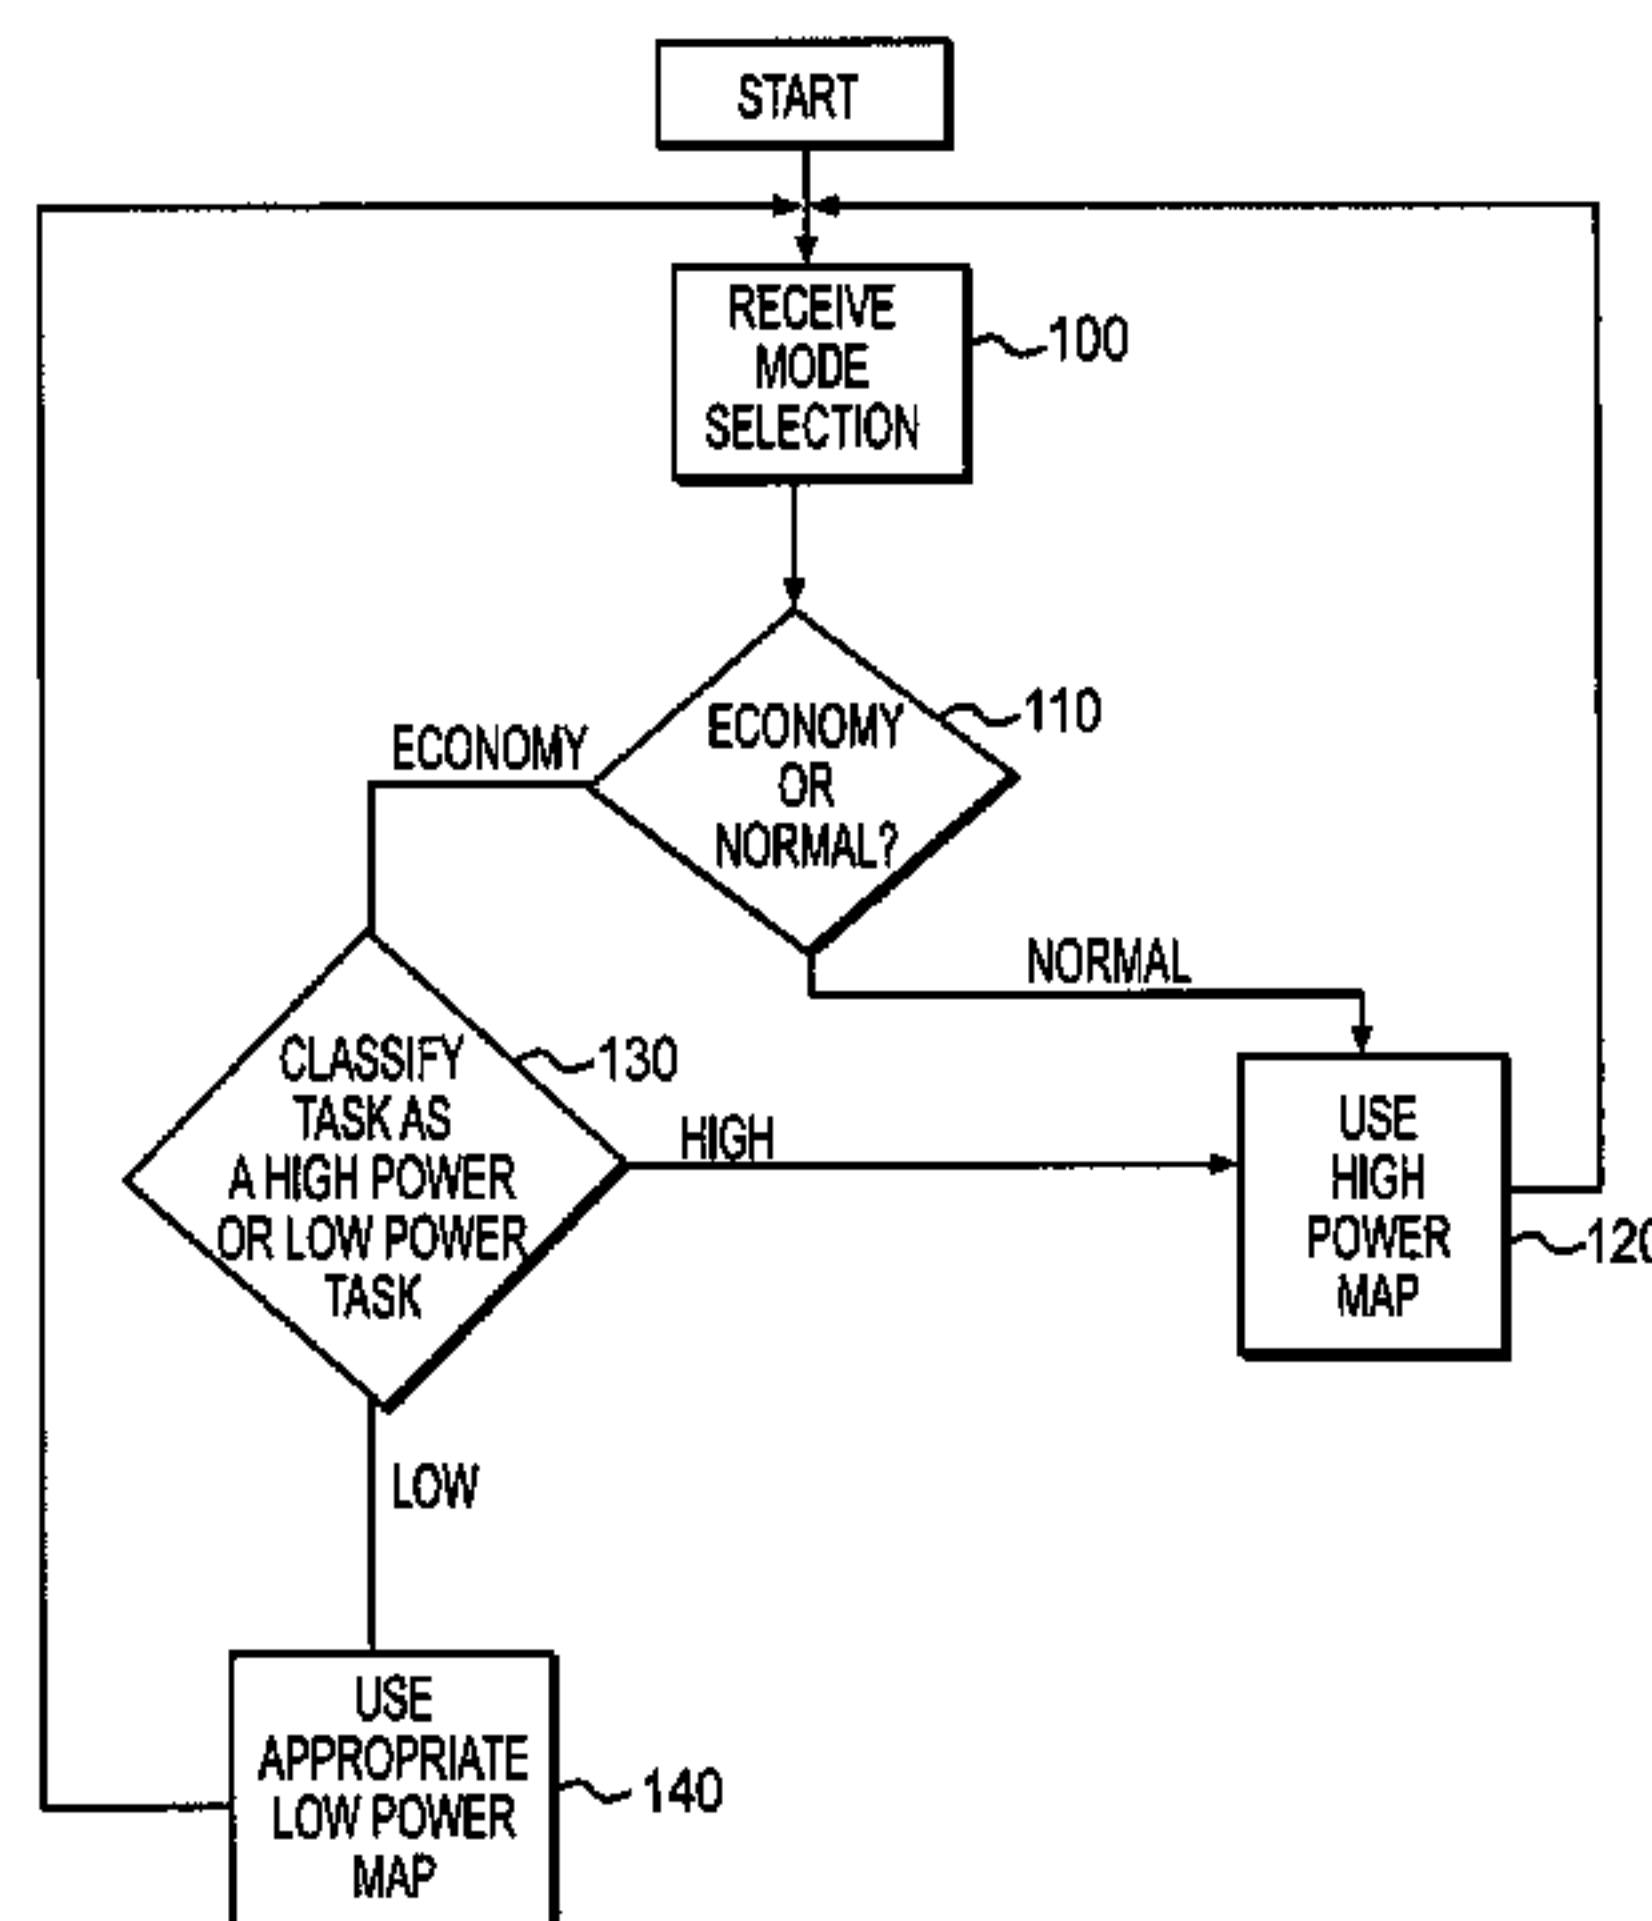 START
RECEIVE
MODE
SELECTION
100
ECONOMY
OR
NORMAL?
110
ECONOMY
NORMAL
CLASSIFY
TASK AS
A HIGH POWER
OR LOW POWER
TASK
130
HIGH
USE
HIGH
POWER
MAP
120
LOW
USE
APPROPRIATE
LOW POWER
MAP
140